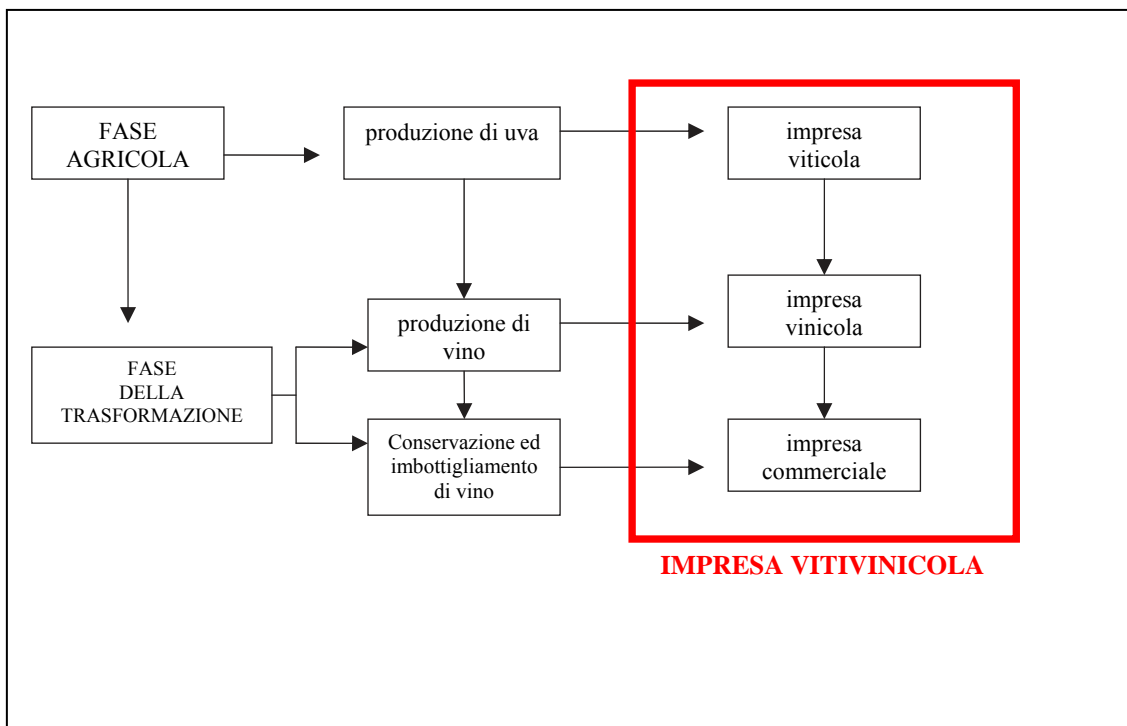 FASE
AGRICOLA
produzione di uva
impresa
viticola
produzione di
vino
impresa
vinicola
FASE
DELLA
TRASFORMAZIONE
Conservazione ed
imbottigliamento
di vino
impresa
commerciale
IMPRESA VITIVINICOLA